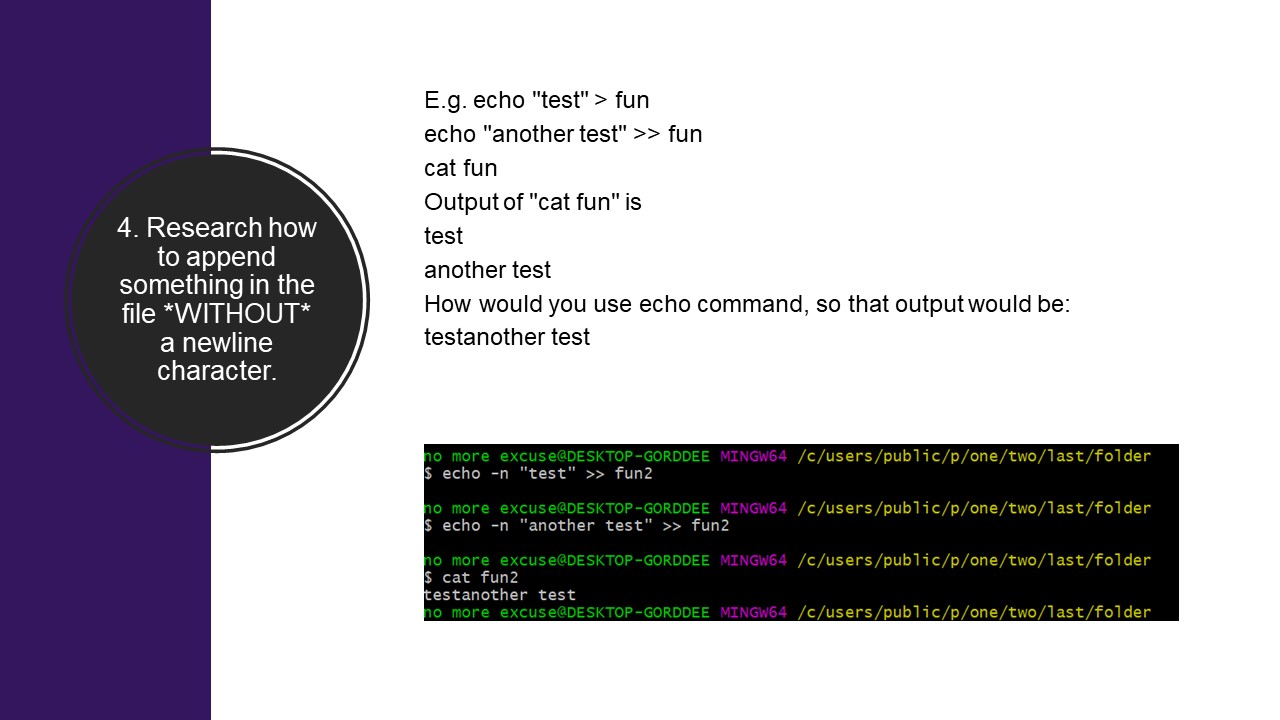 4. Research how
to append
something in the
file *WITHOUT*
a newline
character.
E.g. echo "test" > fun
echo "another test" >> fun
cat fun
Output of "cat fun" is
test
another test
How would you use echo command, so that output would be:
testanother test
no more excuse@DESKTOP-GORDDEE MINGW64 /c/users/public/p/one/two/last/folder
$ echo -n "test" >> fun2
no more excuse@DESKTOP-GORDDEE MINGW64 /c/users/public/p/one/two/last/folder
$ echo -n "another test" >> fun2
no more excuse@DESKTOP-GORDDEE MINGW64 /c/users/public/p/one/two/last/folder
$ cat fun2
testanother test
no more excuse@DESKTOP-GORDDEE MINGW64 /c/users/public/p/one/two/last/folder